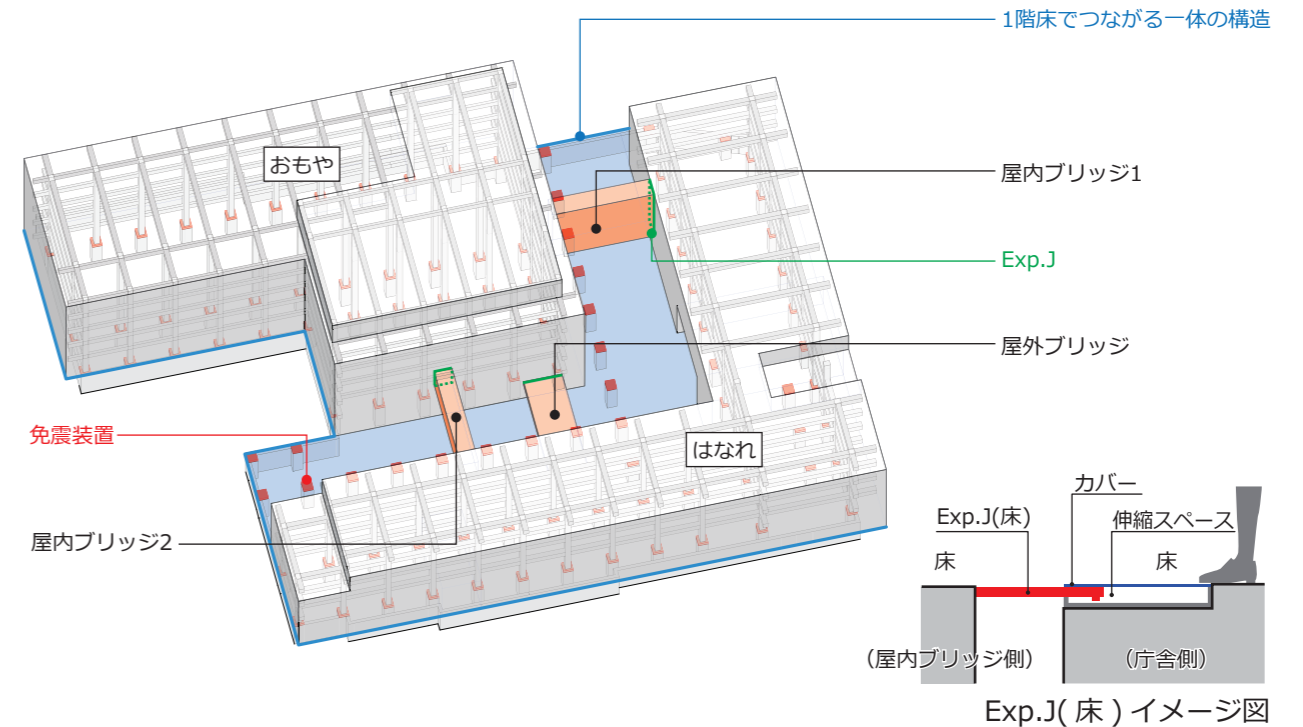 1階床でつながる一体の構造
おもや
屋内ブリッジ1
Exp.J
屋外ブリッジ
免震装置
はなれ
屋内ブリッジ2
カバー
Exp.J(床)
伸縮スペース
床
床
(屋内ブリッジ側)
(庁舎側)
Exp.J( 床 ) イメージ図